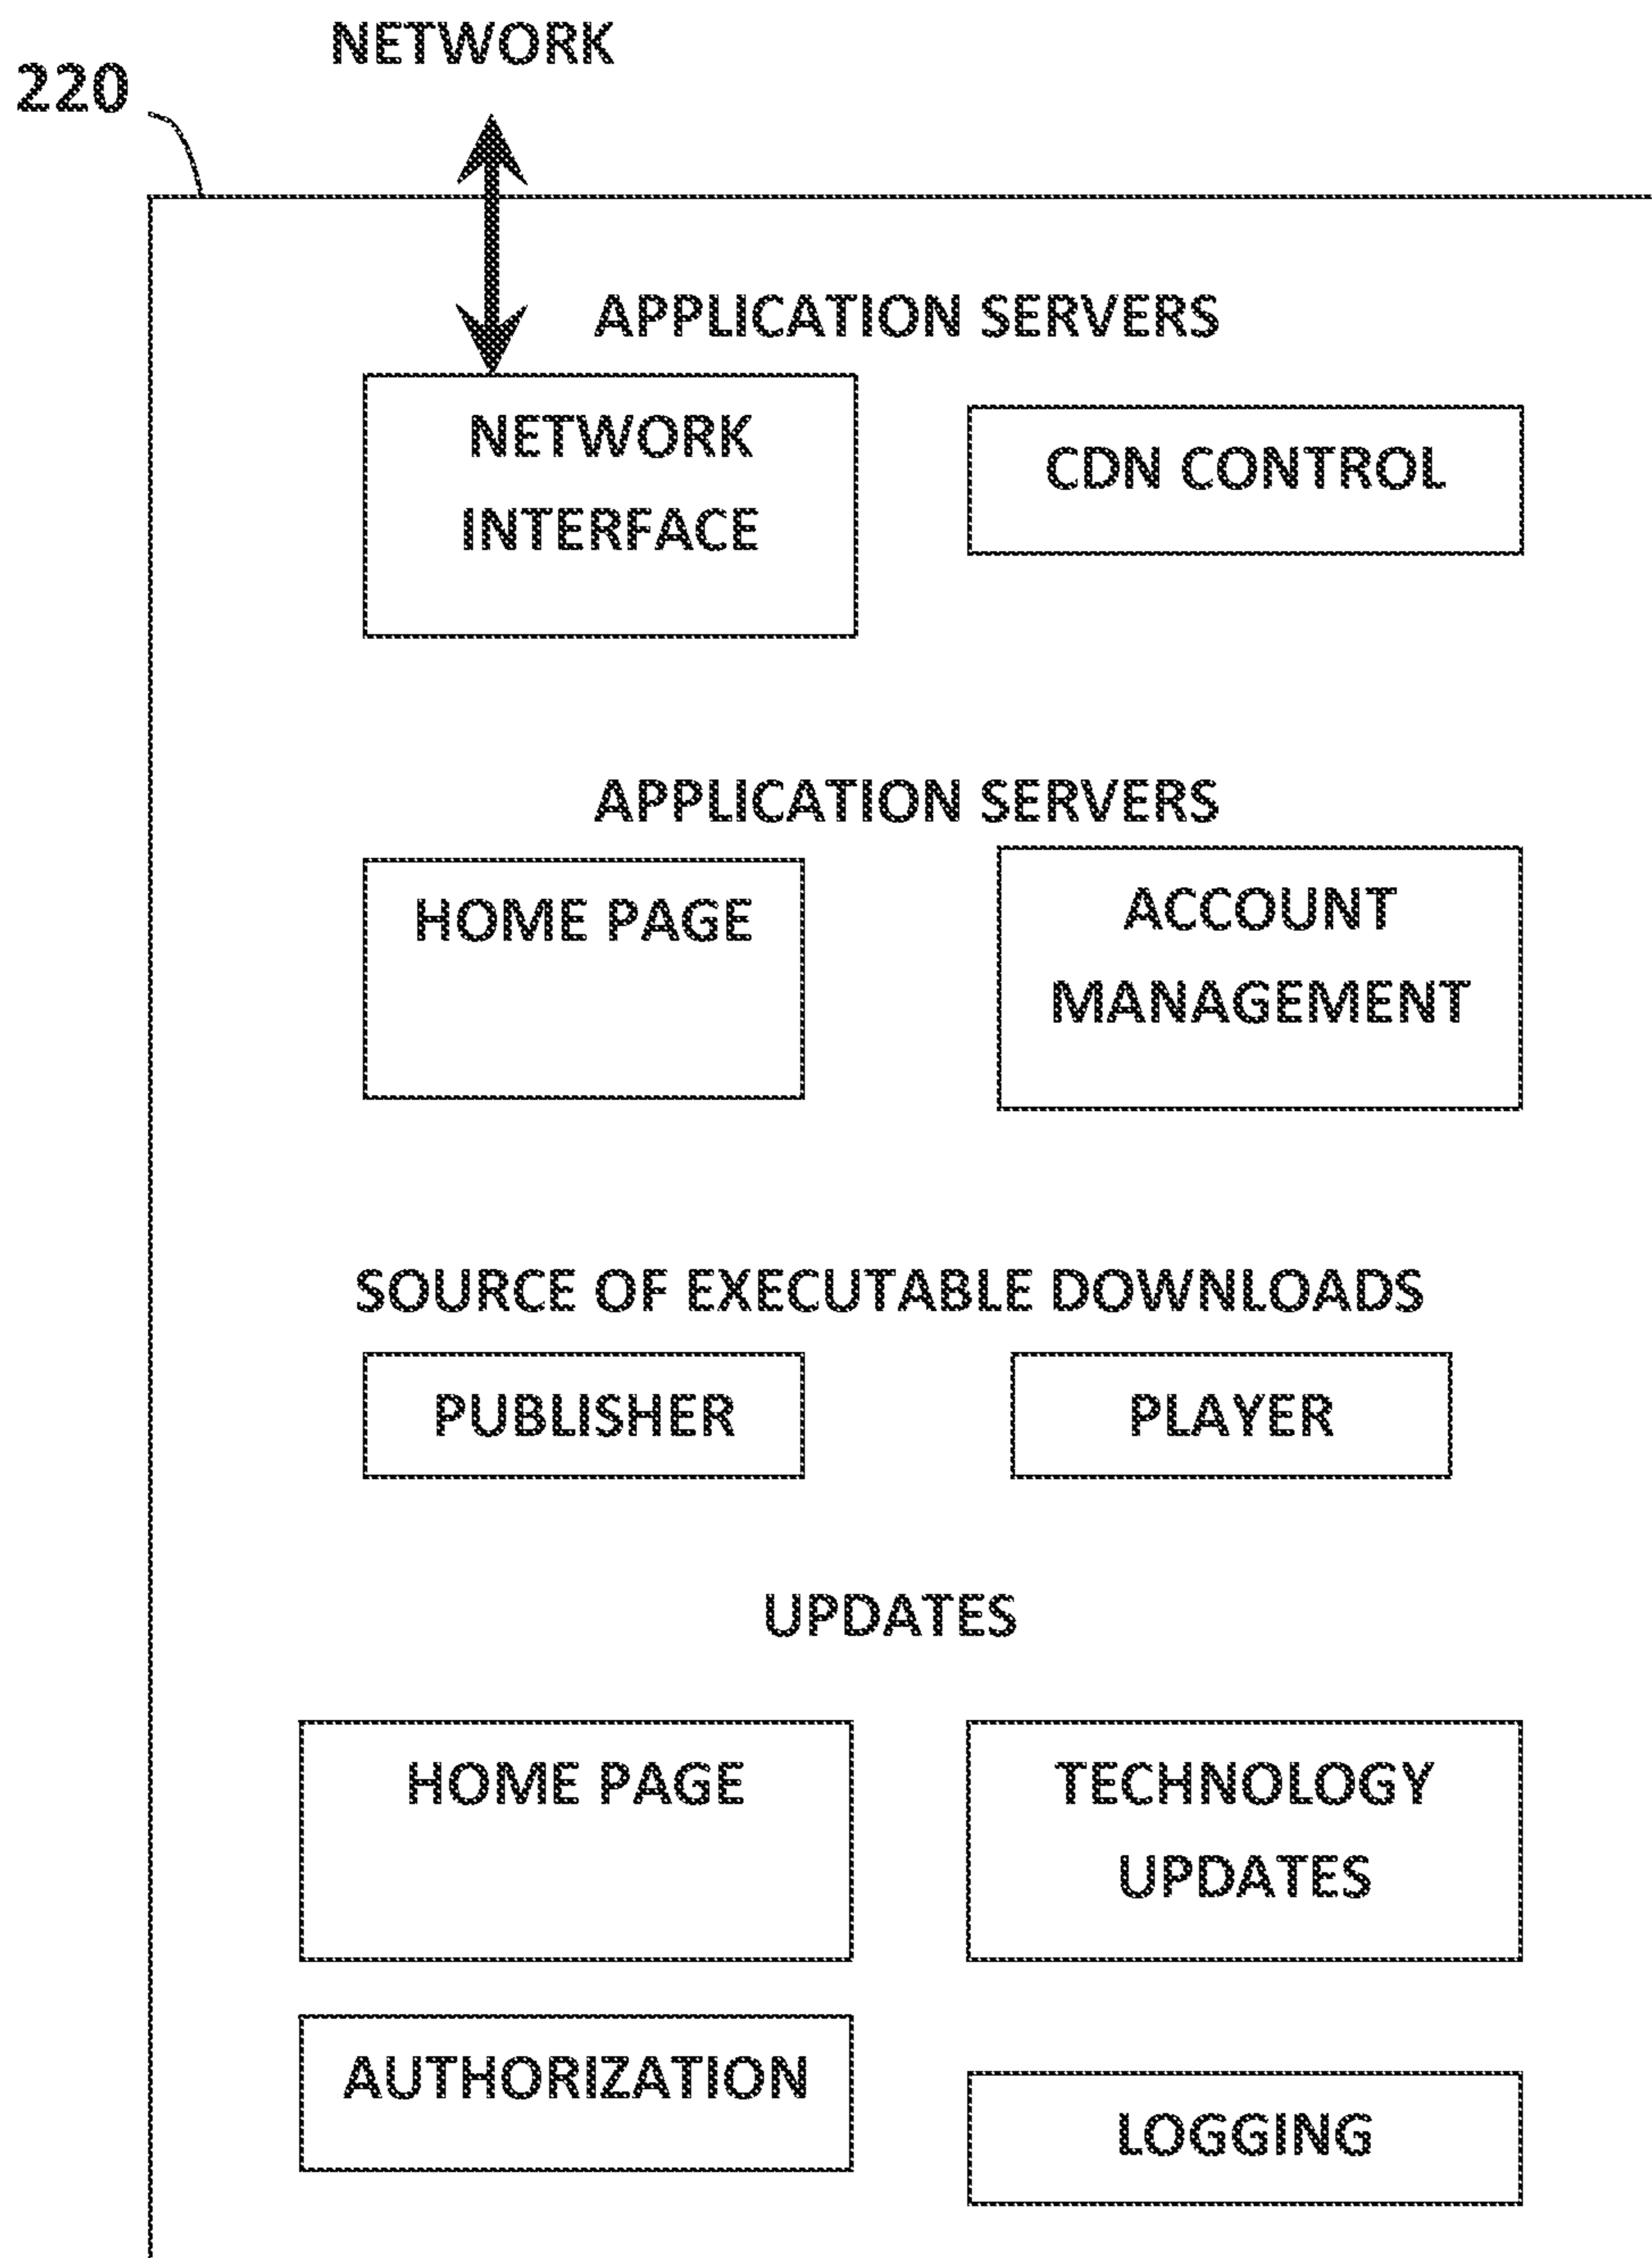 NETWORK
220
APPLICATION SERVERS
NETWORK
INTERFACE
CDN CONTROL
APPLICATION SERVERS
HOME PAGE
ACCOUNT
MANAGEMENT
SOURCE OF EXECUTABLE DOWNLOADS
PUBLISHER
PLAYER
UPDATES
HOME PAGE
TECHNOLOGY
UPDATES
AUTHORIZATION
LOGGING